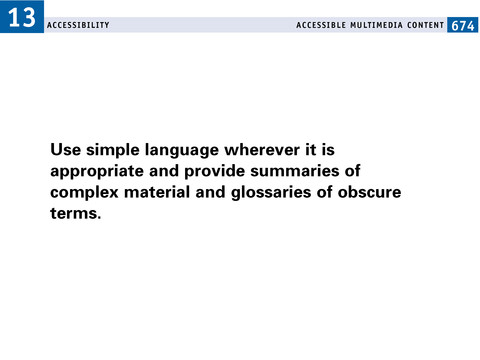 13 ACCESSIBILITY ACCESSIBLE MULTIMEDIA CONTENT 674
Use simple language wherever it is
appropriate and provide summaries of
complex material and glossaries of obscure
terms.